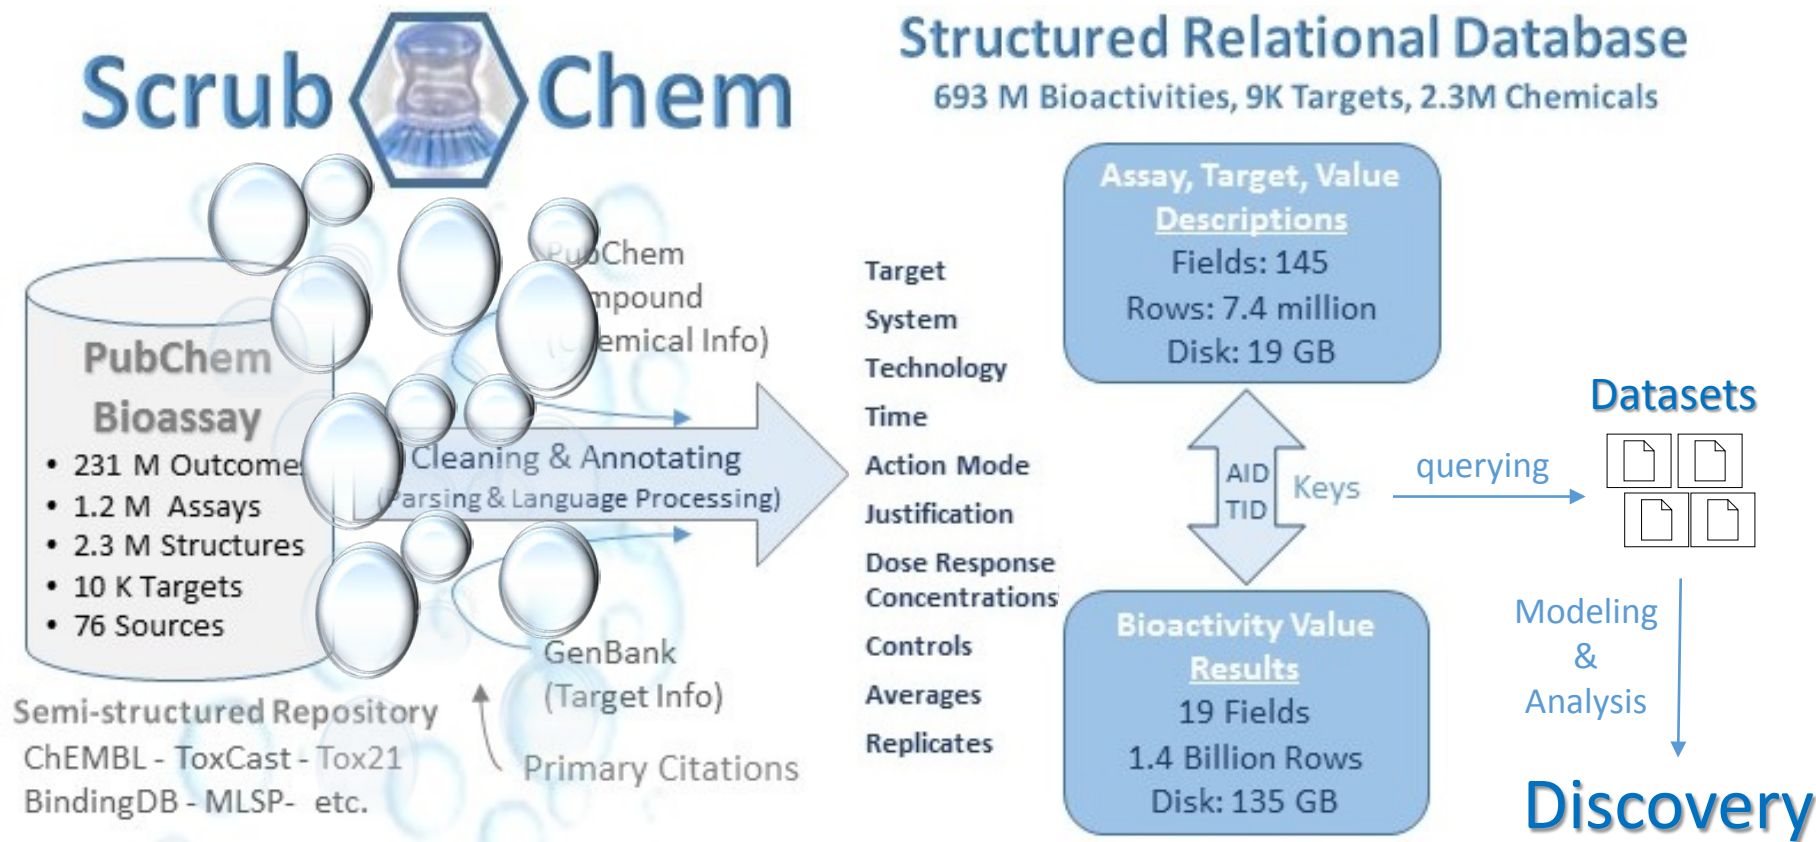 Scrub Chem
PubChem
Bioassay
• 231 M Outcome
• 1.2 M Assays
• 2.3 M Structures
• 10 K Targets
• 76 Sources
Semi-structured Repository
ChEMBL - ToxCast - Tox21
BindingDB - MLSP- etc.
PubChem
mpound
(Chemical Info)
Cleaning & Annotating
(Parsing & Language Processing)
GenBank
(Target Info)
Primary Citations
Structured Relational Database
693 M Bioactivities, 9K Targets, 2.3M Chemicals
Target
System
Technology
Time
Action Mode
Justification
Dose Response
Concentrations
Controls
Averages
Replicates
Assay, Target, Value
Descriptions
Fields: 145
Rows: 7.4 million
Disk: 19 GB
AID
TID
Keys
Bioactivity Value
Results
19 Fields
1.4 Billion Rows
Disk: 135 GB
querying
Datasets
Modeling
&
Analysis
Discovery